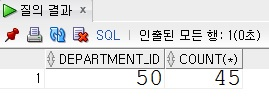 질의 결과 ×
SQL | 인출된 모든 행: 1(0초)
DEPARTMENT_ID COUNT(*)
1 50 45